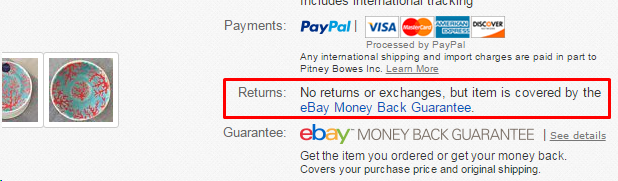 includes international tracking
Payments: PayPal | VISA MasterCard AMERICAN EXPRESS DISCOVER
Processed by PayPal
Any international shipping and import charges are paid in part to
Pitney Bowes Inc. Learn More
Returns: No returns or exchanges, but item is covered by the
eBay Money Back Guarantee.
Guarantee: ebay MONEY BACK GUARANTEE | See details
Get the item you ordered or get your money back.
Covers your purchase price and original shipping.